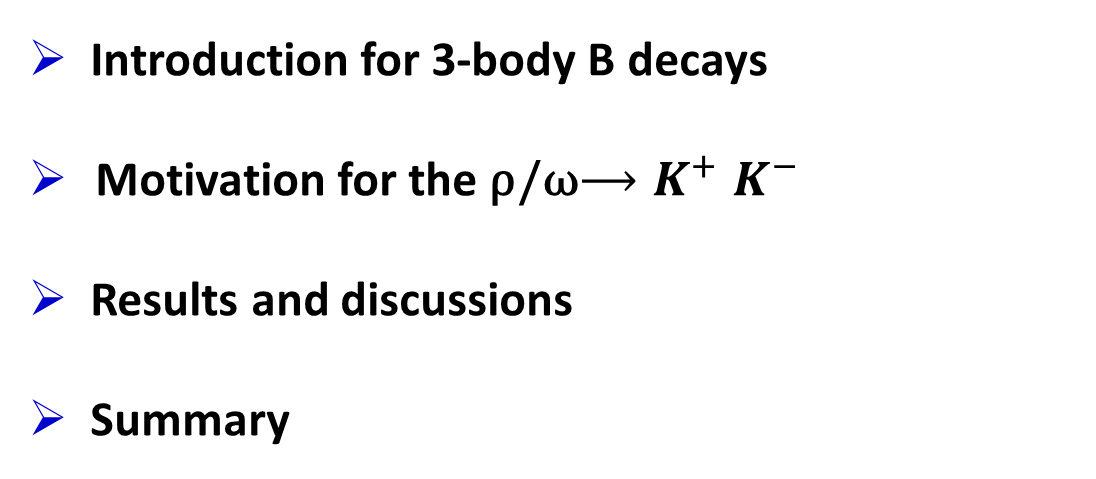 Introduction for 3-body B decays
Motivation for the ρ/ω⟶ K⁺ K⁻
Results and discussions
Summary